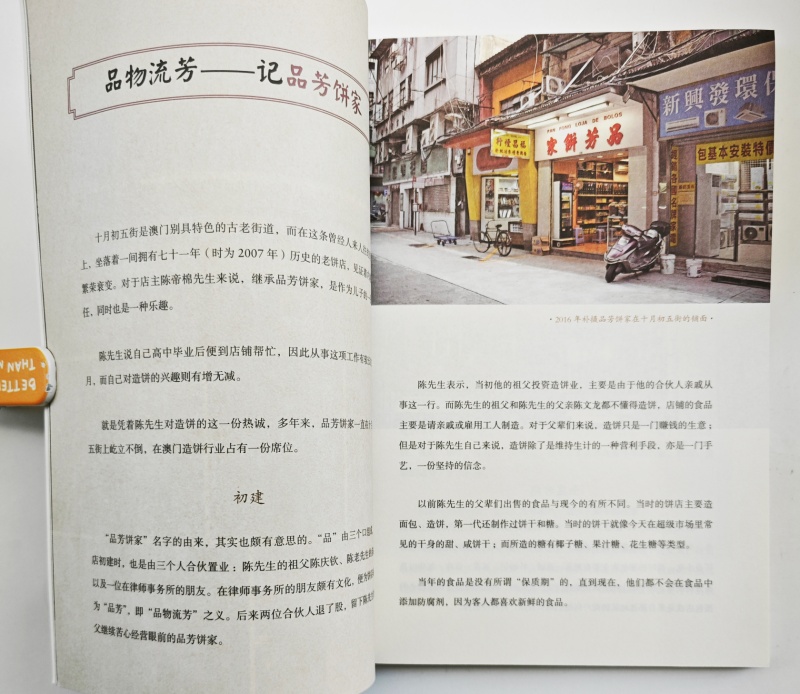 品物流芳——记品芳饼家
十月初五街是澳门别具特色的古老街道，而在这条曾经人来人往的
上，坐落着一间拥有七十一年（时为 2007 年）历史的老饼店，见证着
繁荣衰变。对于店主陈帝棉先生来说，继承品芳饼家，是作为儿子的
任，同时也是一种乐趣。
陈先生说自己高中毕业后便到店铺帮忙，因此从事这项工作有
月，而自己对造饼的兴趣则有增无减。
就是凭着陈先生对造饼的这一份热诚，多年来，品芳饼家一直在十
五街上屹立不倒，在澳门造饼行业占有一份席位。
初建
“品芳饼家”名字的由来，其实也颇有意思的。“品”由三个口
店初建时，也是由三个人合伙置业：陈先生的祖父陈庆钦、陈老先生
以及一位在律师事务所的朋友。在律师事务所的朋友颇有文化，便为
为“品芳”，即“品物流芳”之义。后来两位合伙人退了股，留下陈
父继续苦心经营眼前的品芳饼家。
BETTER
THAN
福昌
PAN FONG LOJA DE BOLOS
品芳餅家
新興發環保
包基本安裝特價
·2016 年补摄品芳饼家在十月初五街的铺面·
陈先生表示，当初他的祖父投资造饼业，主要是由于他的合伙人亲戚从
事这一行。而陈先生的祖父和陈先生的父亲陈文龙都不懂得造饼，店铺的食品
主要是请亲戚或雇用工人制造。对于父辈们来说，造饼只是一门赚钱的生意；
但是对于陈先生自己来说，造饼除了是维持生计的一种营利手段，亦是一门手
艺，一份坚持的信念。
以前陈先生的父辈们出售的食品与现今的有所不同。当时的饼店主要造
面包、造饼，第一代还制作过饼干和糖。当时的饼干就像今天在超级市场里常
见的干身的甜、咸饼干；而所造的糖有椰子糖、果汁糖、花生糖等类型。
当年的食品是没有所谓“保质期”的，直到现在，他们都不会在食品中
添加防腐剂，因为客人都喜欢新鲜的食品。